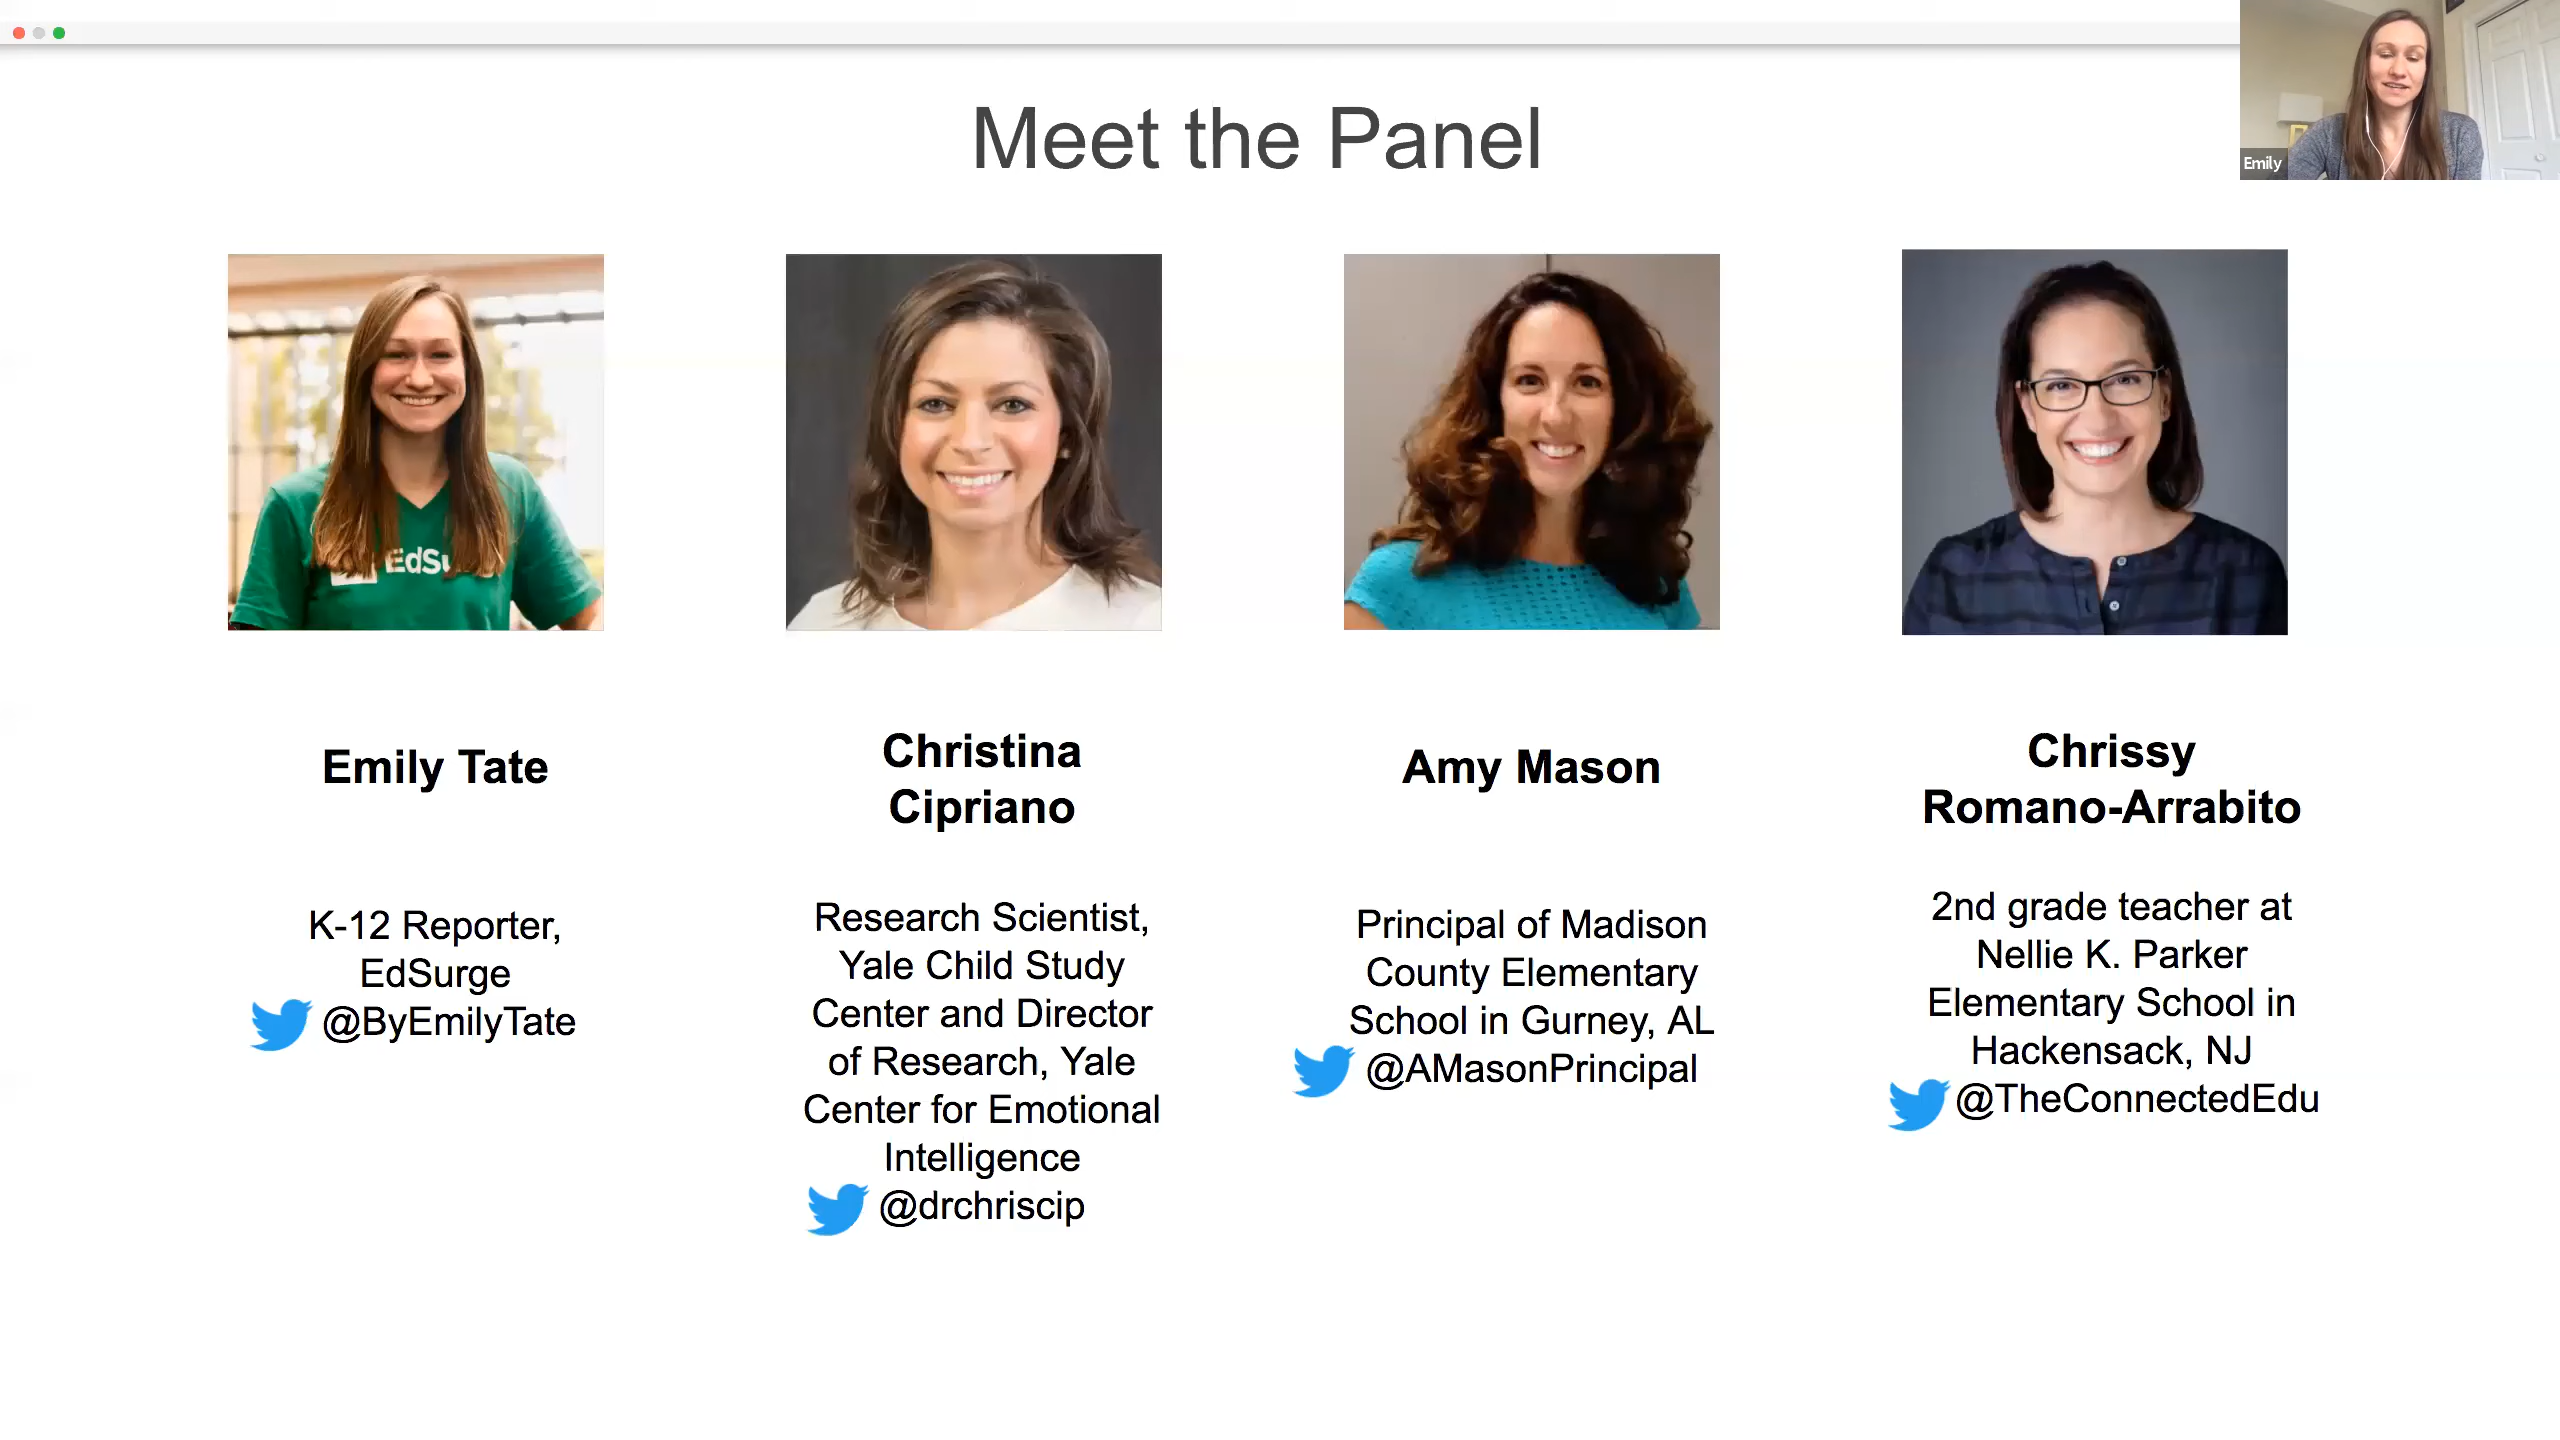 Meet the Panel
Emily
EdSu
Emily Tate
K-12 Reporter,
EdSurge
@ByEmilyTate
Christina
Cipriano
Research Scientist,
Yale Child Study
Center and Director
of Research, Yale
Center for Emotional
Intelligence
@drchriscip
Amy Mason
Principal of Madison
County Elementary
School in Gurney, AL
@AMasonPrincipal
Chrissy
Romano-Arrabito
2nd grade teacher at
Nellie K. Parker
Elementary School in
Hackensack, NJ
@TheConnectedEdu